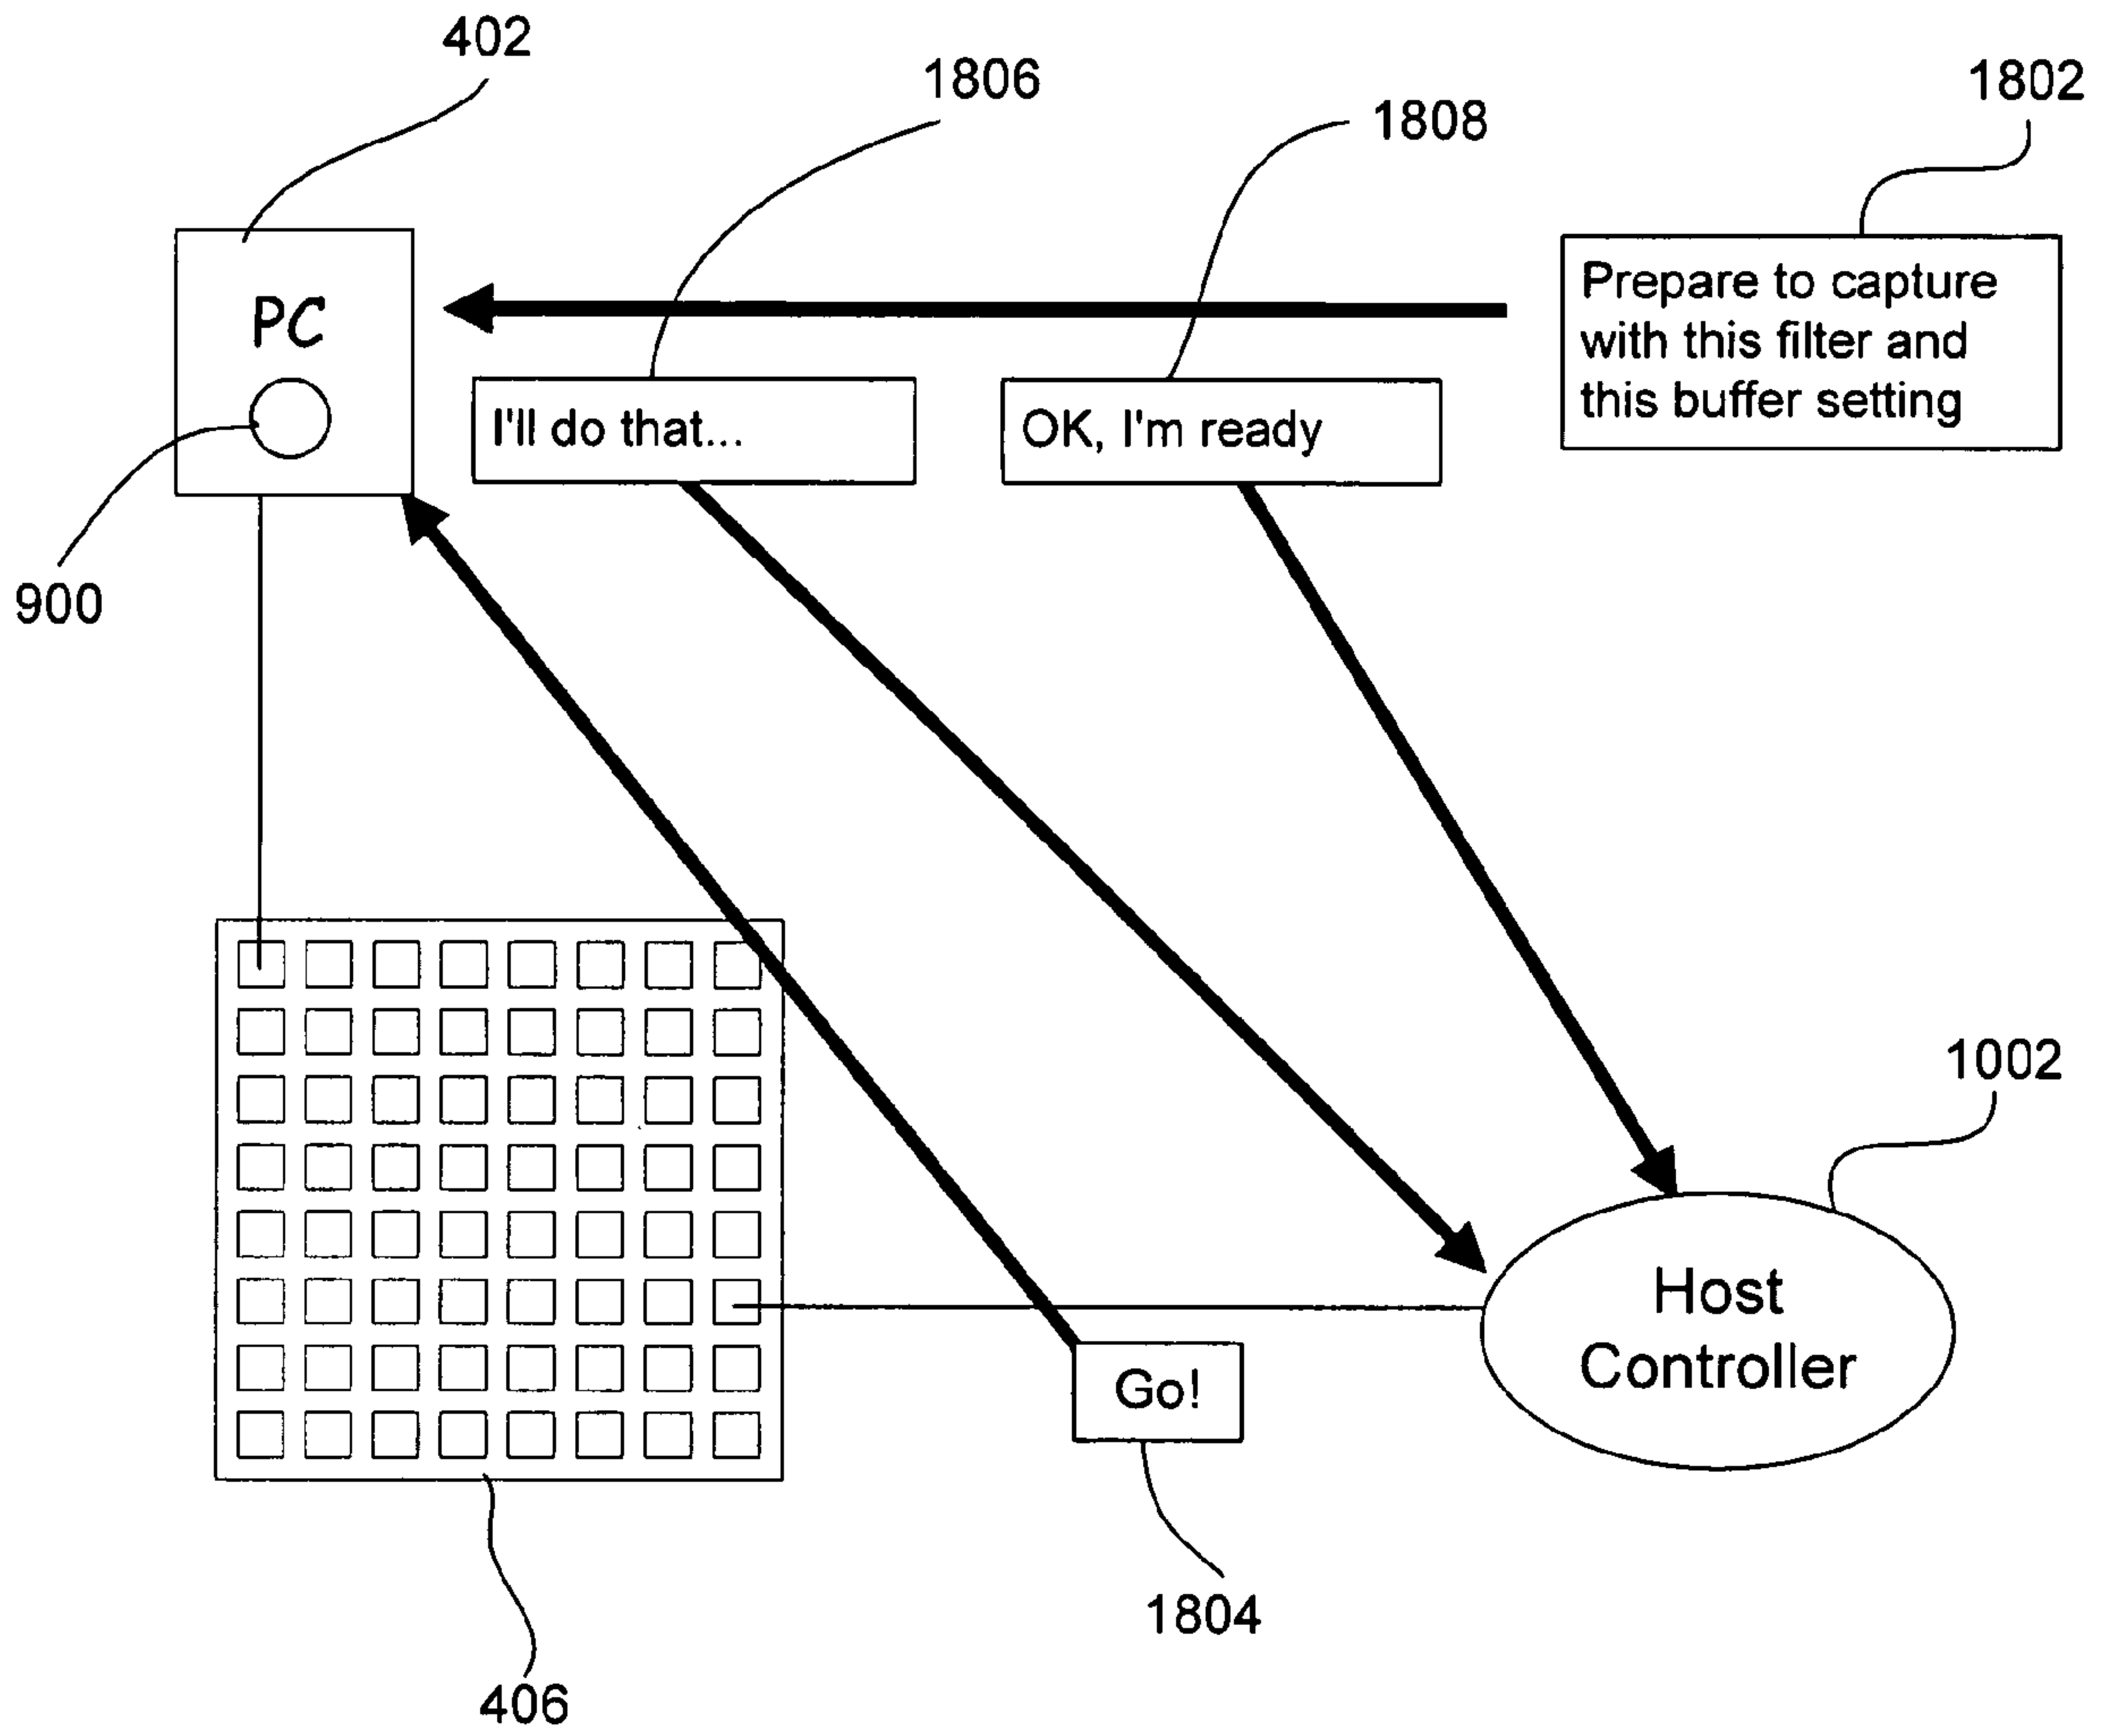 402
1806
1808
1802
PC
Prepare to capture
with this filter and
this buffer setting
I'll do that...
OK, I'm ready
900
1002
Host
Controller
Go!
1804
406